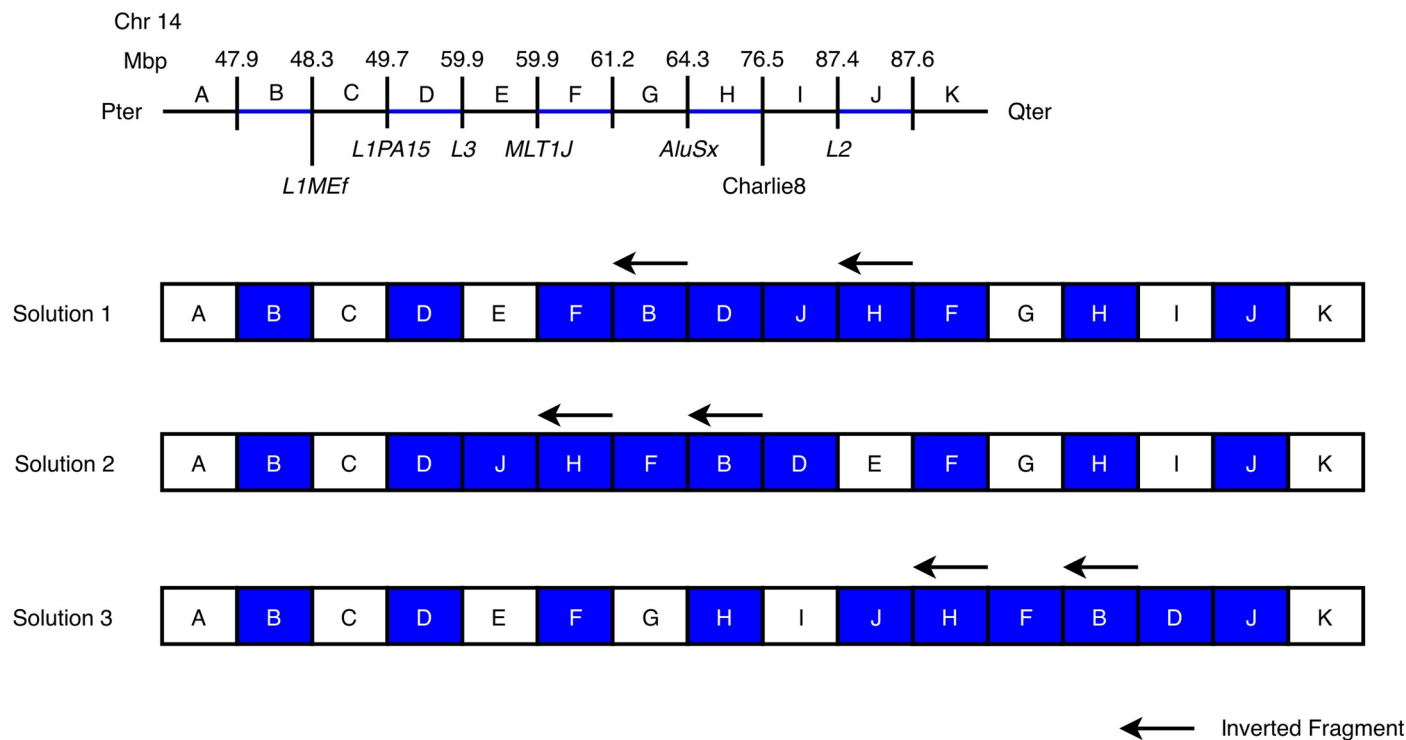 Chr 14
Mbp 47.9 48.3 49.7 59.9 59.9 61.2 64.3 76.5 87.4 87.6
A B C D E F G H I J K
Pter Qter
L1PA15 L3 MLT1J AluSx L2
L1MEf Charlie8
Solution 1 A B C D E F B D J H F G H I J K
Solution 2 A B C D J H F B D E F G H I J K
Solution 3 A B C D E F G H I J H F B D J K
Inverted Fragment